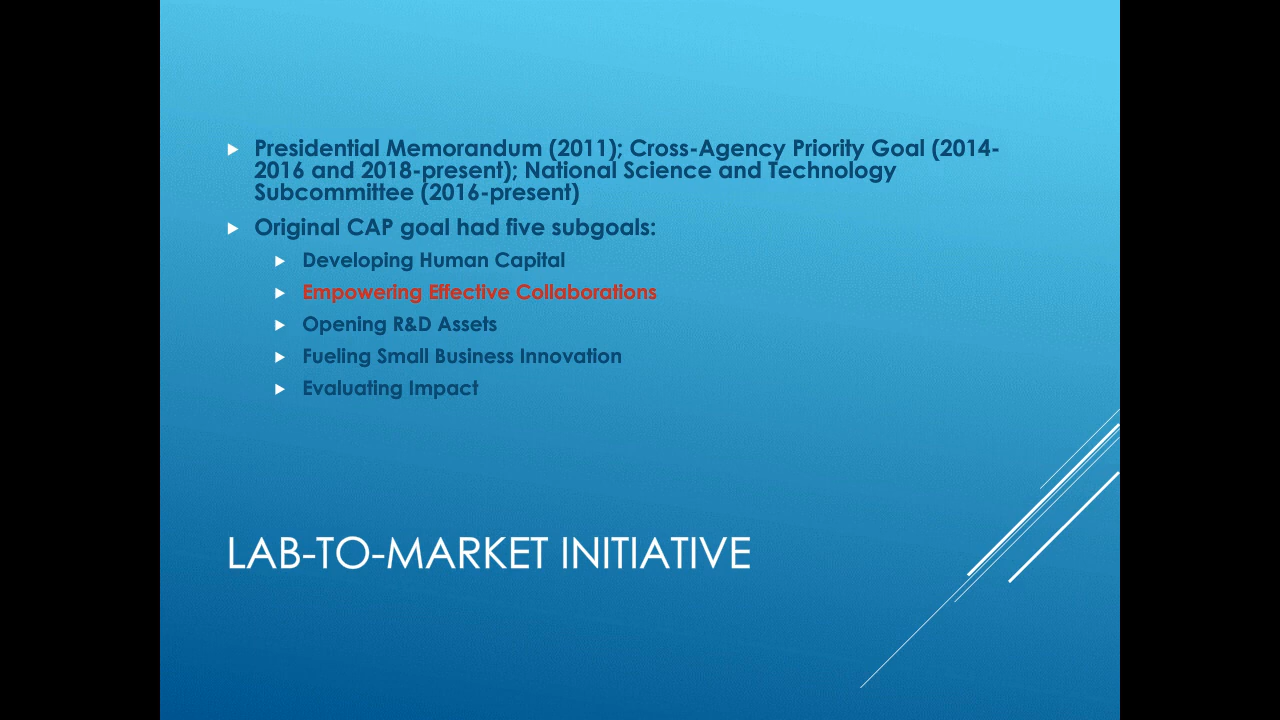 Presidential Memorandum (2011); Cross-Agency Priority Goal (2014-
2016 and 2018-present); National Science and Technology
Subcommittee (2016-present)
Original CAP goal had five subgoals:
Developing Human Capital
Empowering Effective Collaborations
Opening R&D Assets
Fueling Small Business Innovation
Evaluating Impact
LAB-TO-MARKET INITIATIVE